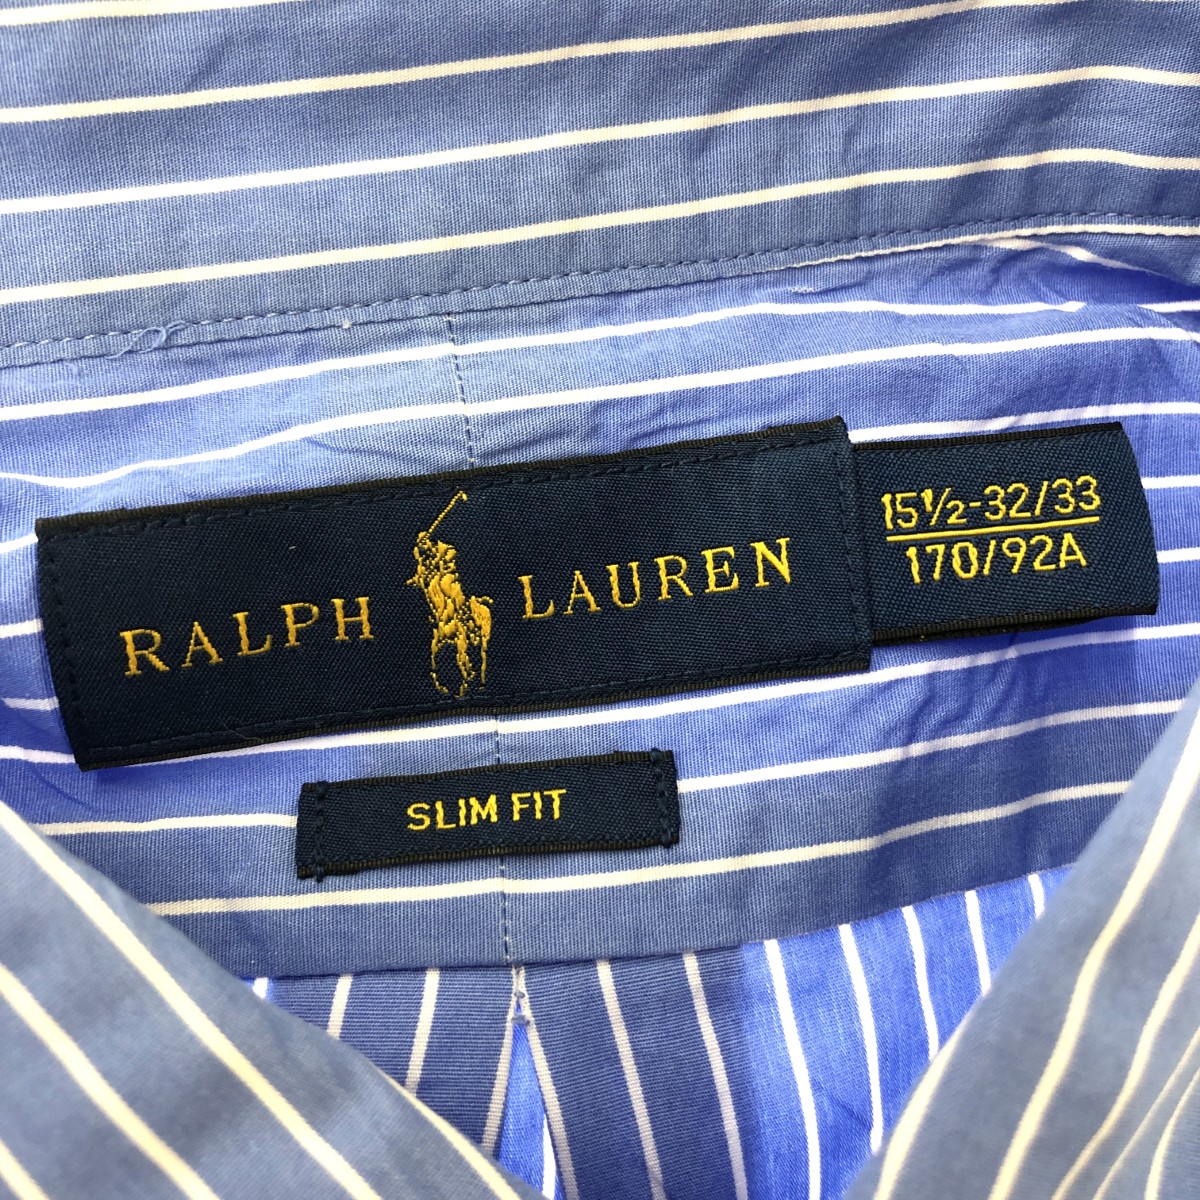 RALPH LAUREN
15½-32/33
170/92A
SLIM FIT